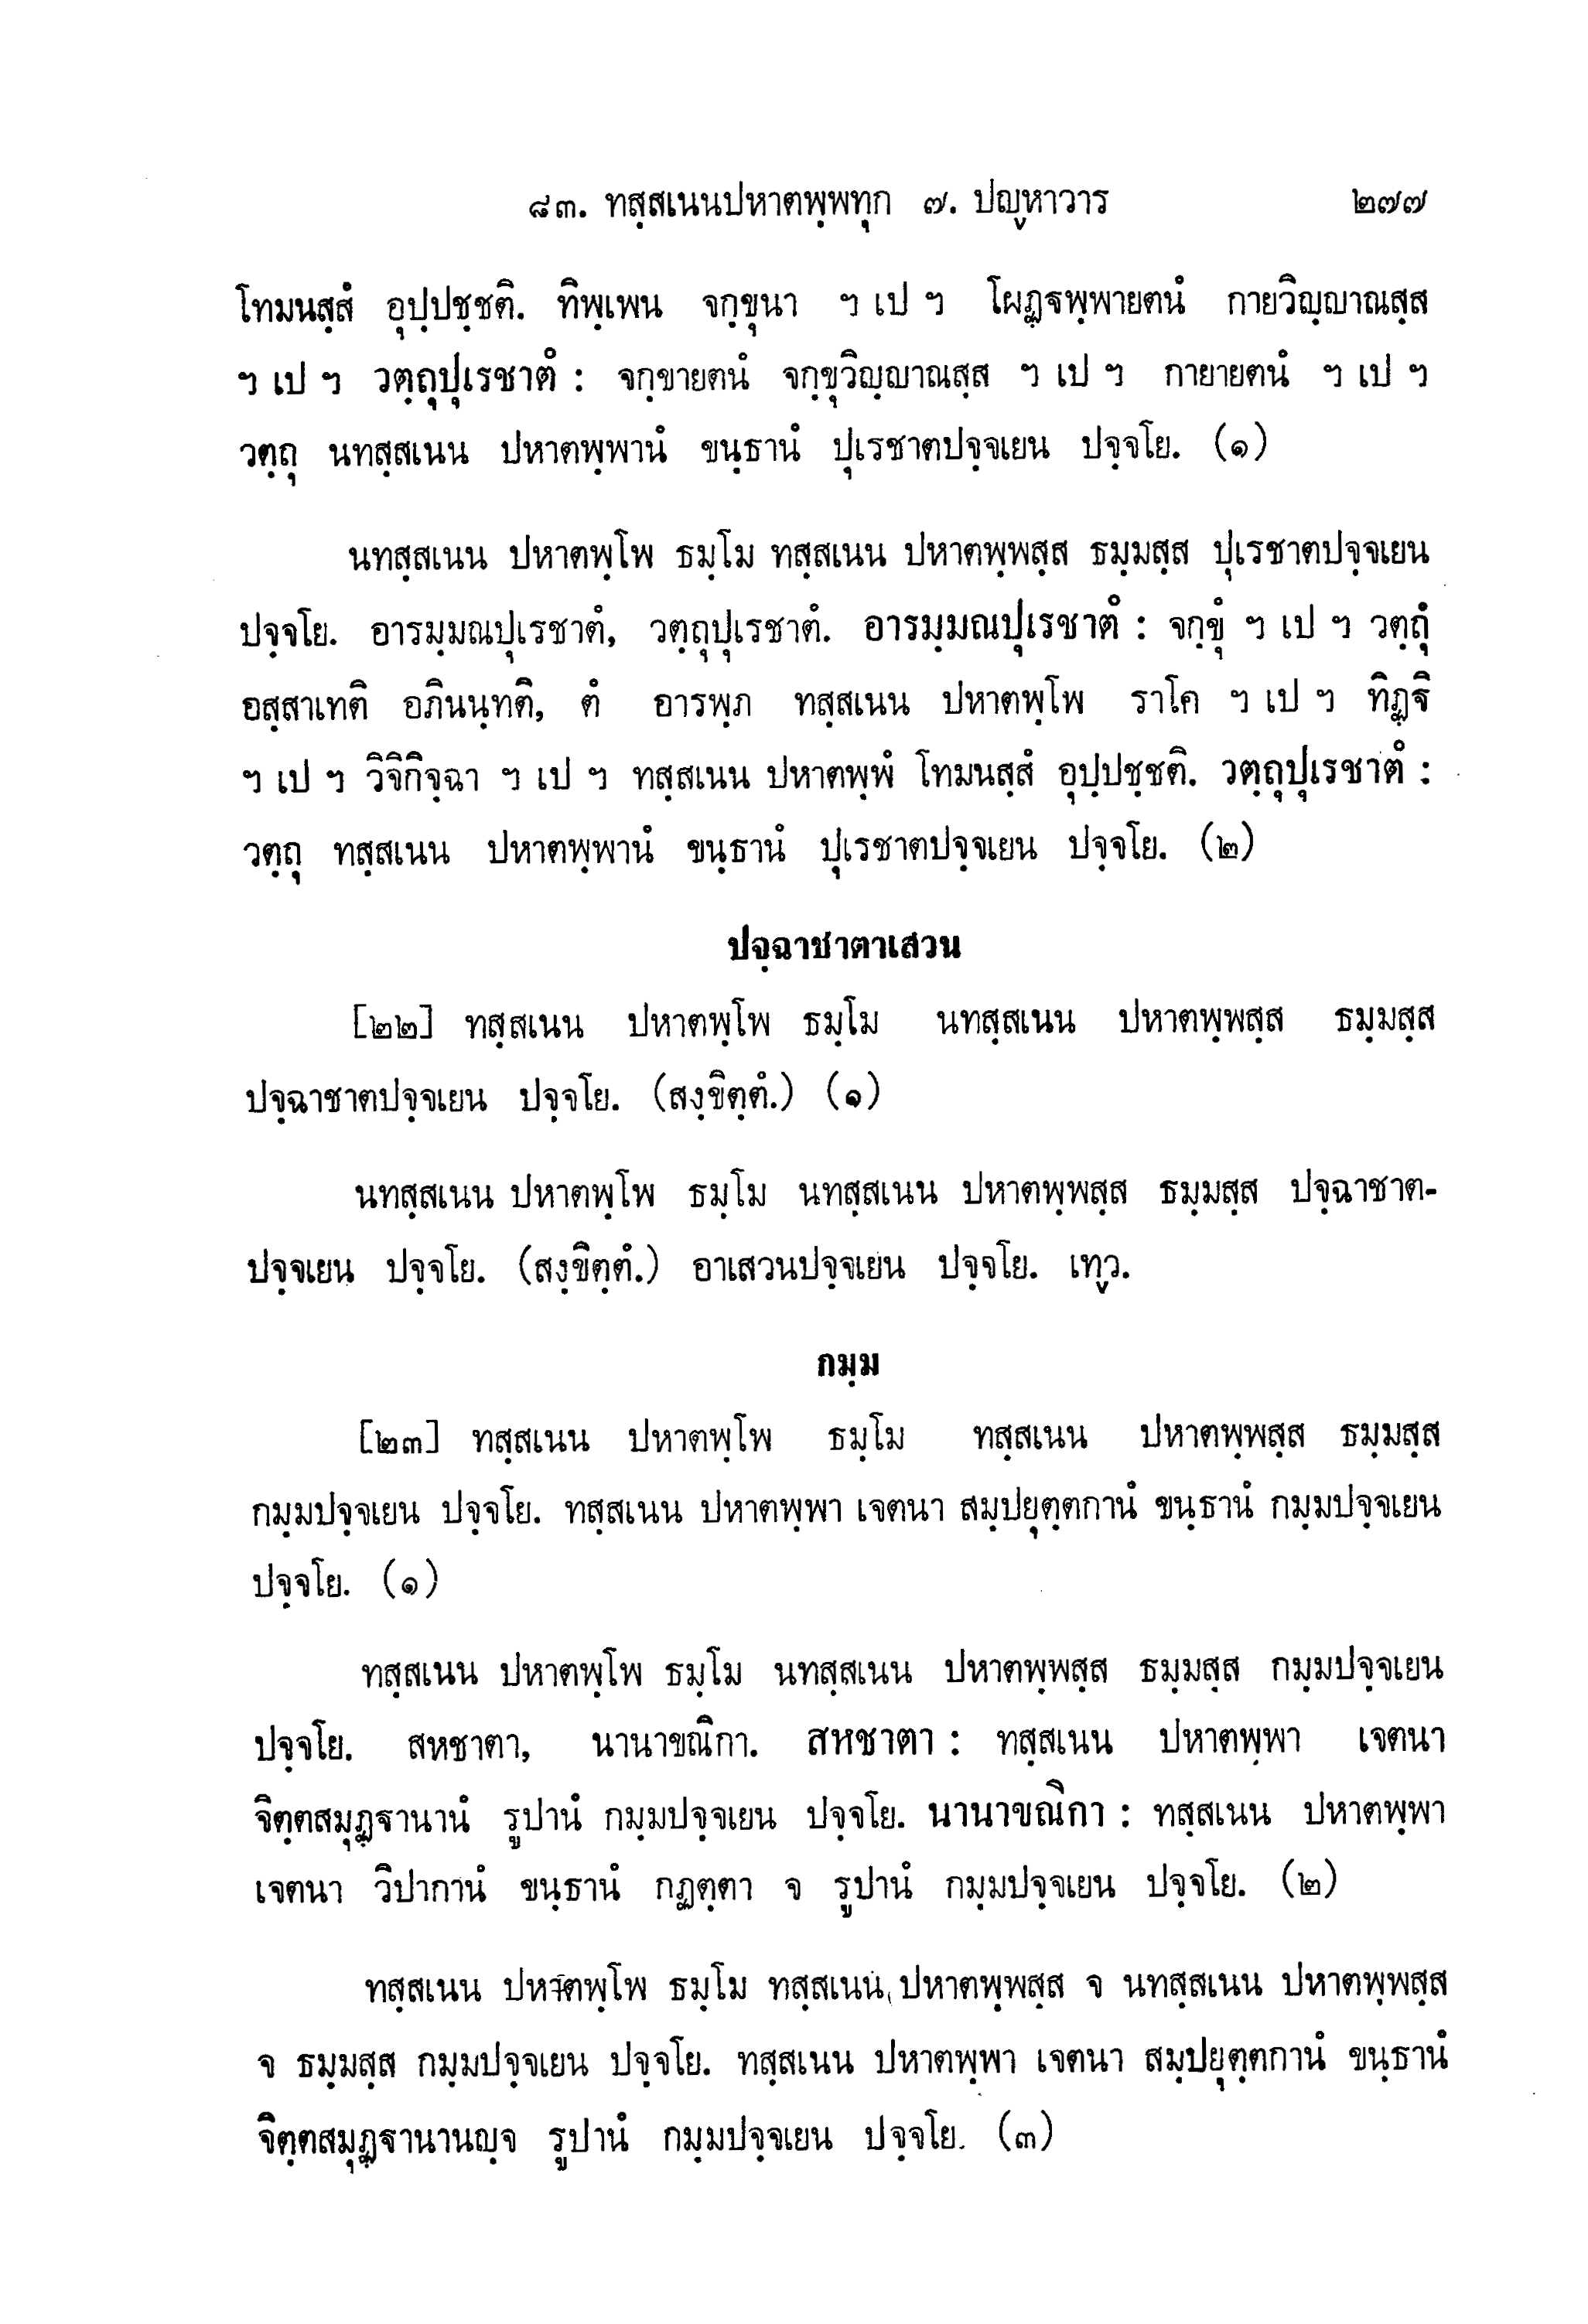 ๘๓. ทสฺสเนนปหาตพฺพทุก ๗. ปญฺหาวาร ๒๗๗
โทมนสฺสํ อุปฺปชฺชติ. ทิพฺเพน จกฺขุนา ฯ เป ฯ โผฏฺฐพฺพายตนํ กายวิญฺญาณสฺส
ฯ เป ฯ วตฺถุปุเรชาตํ : จกฺขายตนํ จกฺขุวิญฺญาณสฺส ฯ เป ฯ กายายตนํ ฯ เป ฯ
วตฺถุ นทสฺสเนน ปหาตพฺพานํ ขนฺธานํ ปุเรชาตปจฺจเยน ปจฺจโย. (๑)
นทสฺสเนน ปหาตพฺโพ ธมฺโม ทสฺสเนน ปหาตพฺพสฺส ธมฺมสฺส ปุเรชาตปจฺจเยน
ปจฺจโย. อารมฺมณปุเรชาตํ, วตฺถุปุเรชาตํ. อารมฺมณปุเรชาตํ : จกฺขุํ ฯ เป ฯ วตฺถุํ
อสฺสาเทติ อภินนฺทติ, ตํ อารพฺภ ทสฺสเนน ปหาตพฺโพ ราโค ฯ เป ฯ ทิฏฺฐิ
ฯ เป ฯ วิจิกิจฺฉา ฯ เป ฯ ทสฺสเนน ปหาตพฺพํ โทมนสฺสํ อุปฺปชฺชติ. วตฺถุปุเรชาตํ :
วตฺถุ ทสฺสเนน ปหาตพฺพานํ ขนฺธานํ ปุเรชาตปจฺจเยน ปจฺจโย. (๒)
ปจฺฉาชาตาเสวน
[๒๒] ทสฺสเนน ปหาตพฺโพ ธมฺโม นทสฺสเนน ปหาตพฺพสฺส ธมฺมสฺส
ปจฺฉาชาตปจฺจเยน ปจฺจโย. (สงฺขิตฺตํ.) (๑)
นทสฺสเนน ปหาตพฺโพ ธมฺโม นทสฺสเนน ปหาตพฺพสฺส ธมฺมสฺส ปจฺฉาชาต-
ปจฺจเยน ปจฺจโย. (สงฺขิตฺตํ.) อาเสวนปจฺจเยน ปจฺจโย. เทฺว.
กมฺม
[๒๓] ทสฺสเนน ปหาตพฺโพ ธมฺโม ทสฺสเนน ปหาตพฺพสฺส ธมฺมสฺส
กมฺมปจฺจเยน ปจฺจโย. ทสฺสเนน ปหาตพฺพา เจตนา สมฺปยุตฺตกานํ ขนฺธานํ กมฺมปจฺจเยน
ปจฺจโย. (๑)
ทสฺสเนน ปหาตพฺโพ ธมฺโม นทสฺสเนน ปหาตพฺพสฺส ธมฺมสฺส กมฺมปจฺจเยน
ปจฺจโย. สหชาตา, นานาขณิกา. สหชาตา : ทสฺสเนน ปหาตพฺพา เจตนา
จิตฺตสมุฏฺฐานานํ รูปานํ กมฺมปจฺจเยน ปจฺจโย. นานาขณิกา : ทสฺสเนน ปหาตพฺพา
เจตนา วิปากานํ ขนฺธานํ กฏตฺตา จ รูปานํ กมฺมปจฺจเยน ปจฺจโย. (๒)
ทสฺสเนน ปหาตพฺโพ ธมฺโม ทสฺสเนน ปหาตพฺพสฺส จ นทสฺสเนน ปหาตพฺพสฺส
จ ธมฺมสฺส กมฺมปจฺจเยน ปจฺจโย. ทสฺสเนน ปหาตพฺพา เจตนา สมฺปยุตฺตกานํ ขนฺธานํ
จิตฺตสมุฏฺฐานานญฺจ รูปานํ กมฺมปจฺจเยน ปจฺจโย. (๓)